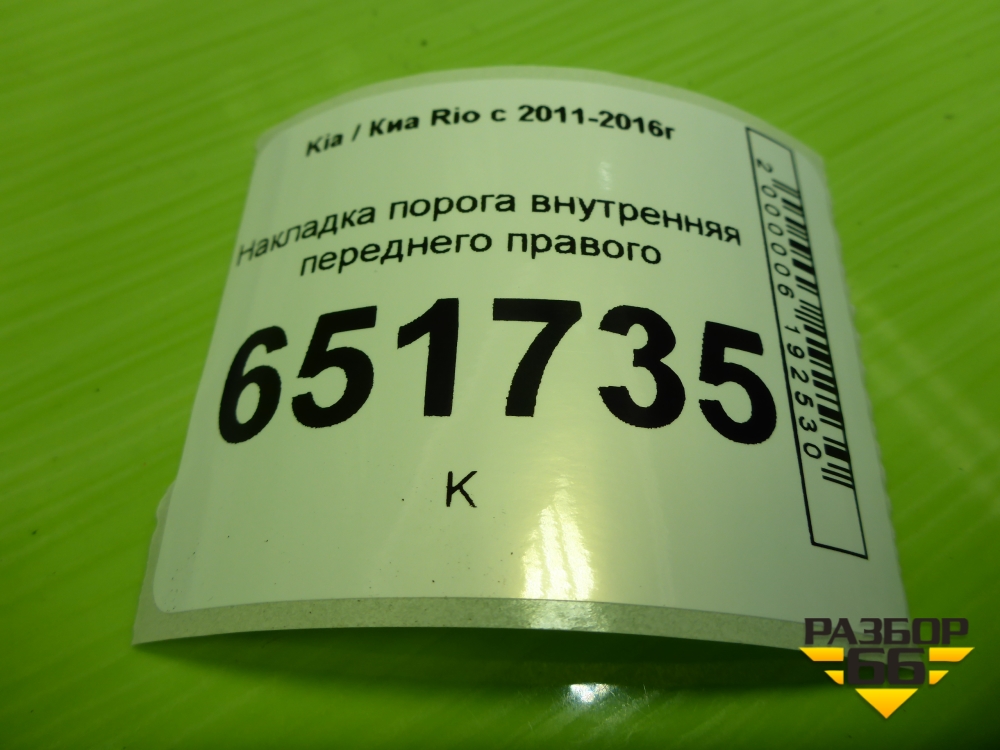 Kia / Киа Rio с 2011-2016г
Накладка порога внутренняя
переднего правого
651735
К
2000006192530
РАЗБОР
66